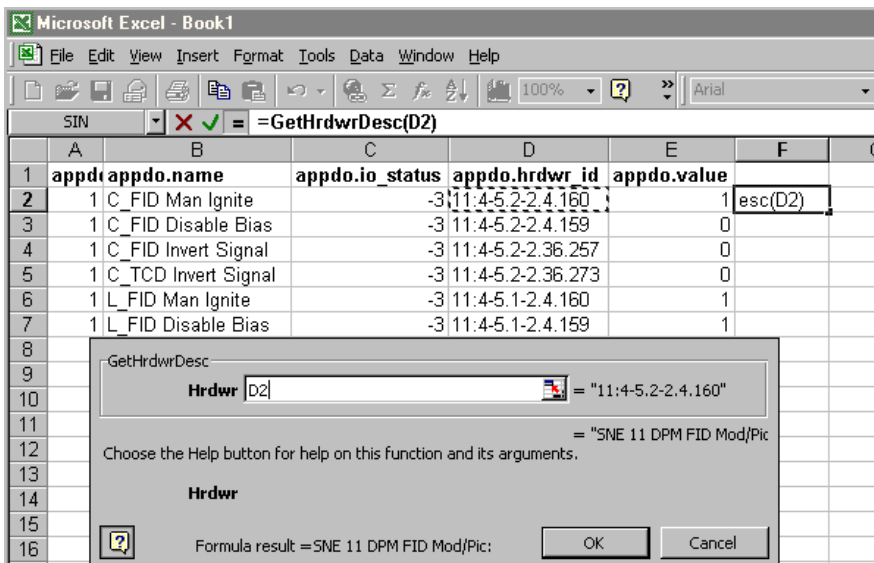 Microsoft Excel - Book1
File Edit View Insert Format Tools Data Window Help
100% Arial
SIN =GetHrdwrDesc(D2)
A B C D E F
1 appdo appdo.name appdo.io_status appdo.hrdwr_id appdo.value
2 1 C_FID Man Ignite -3 11:4-5.2-2.4.160 1 esc(D2)
3 1 C_FID Disable Bias -3 11:4-5.2-2.4.159 0
4 1 C_FID Invert Signal -3 11:4-5.2-2.36.257 0
5 1 C_TCD Invert Signal -3 11:4-5.2-2.36.273 0
6 1 L_FID Man Ignite -3 11:4-5.1-2.4.160 1
7 1 L_FID Disable Bias -3 11:4-5.1-2.4.159 1
8
GetHrdwrDesc
9
Hrdwr D2 = "11:4-5.2-2.4.160"
10
11
= "SNE 11 DPM FID Mod/Pic
12
Choose the Help button for help on this function and its arguments.
13
14
Hrdwr
15
16
Formula result =SNE 11 DPM FID Mod/Pic: OK Cancel